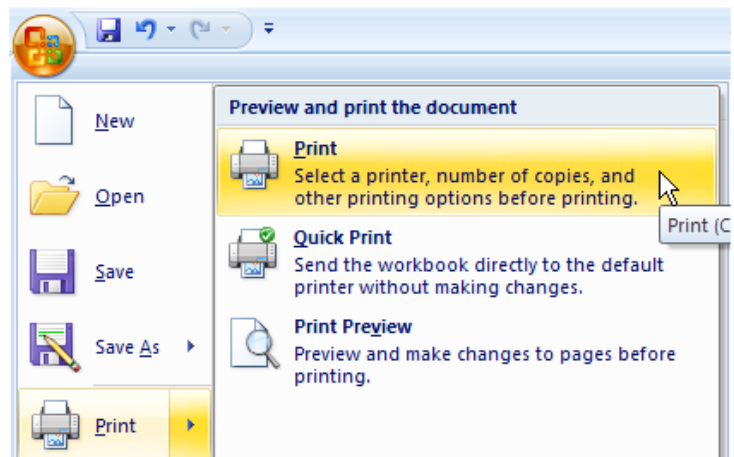 New
Open
Save
Save As
Print
Preview and print the document
Print
Select a printer, number of copies, and
other printing options before printing.
Print (C
Quick Print
Send the workbook directly to the default
printer without making changes.
Print Preview
Preview and make changes to pages before
printing.